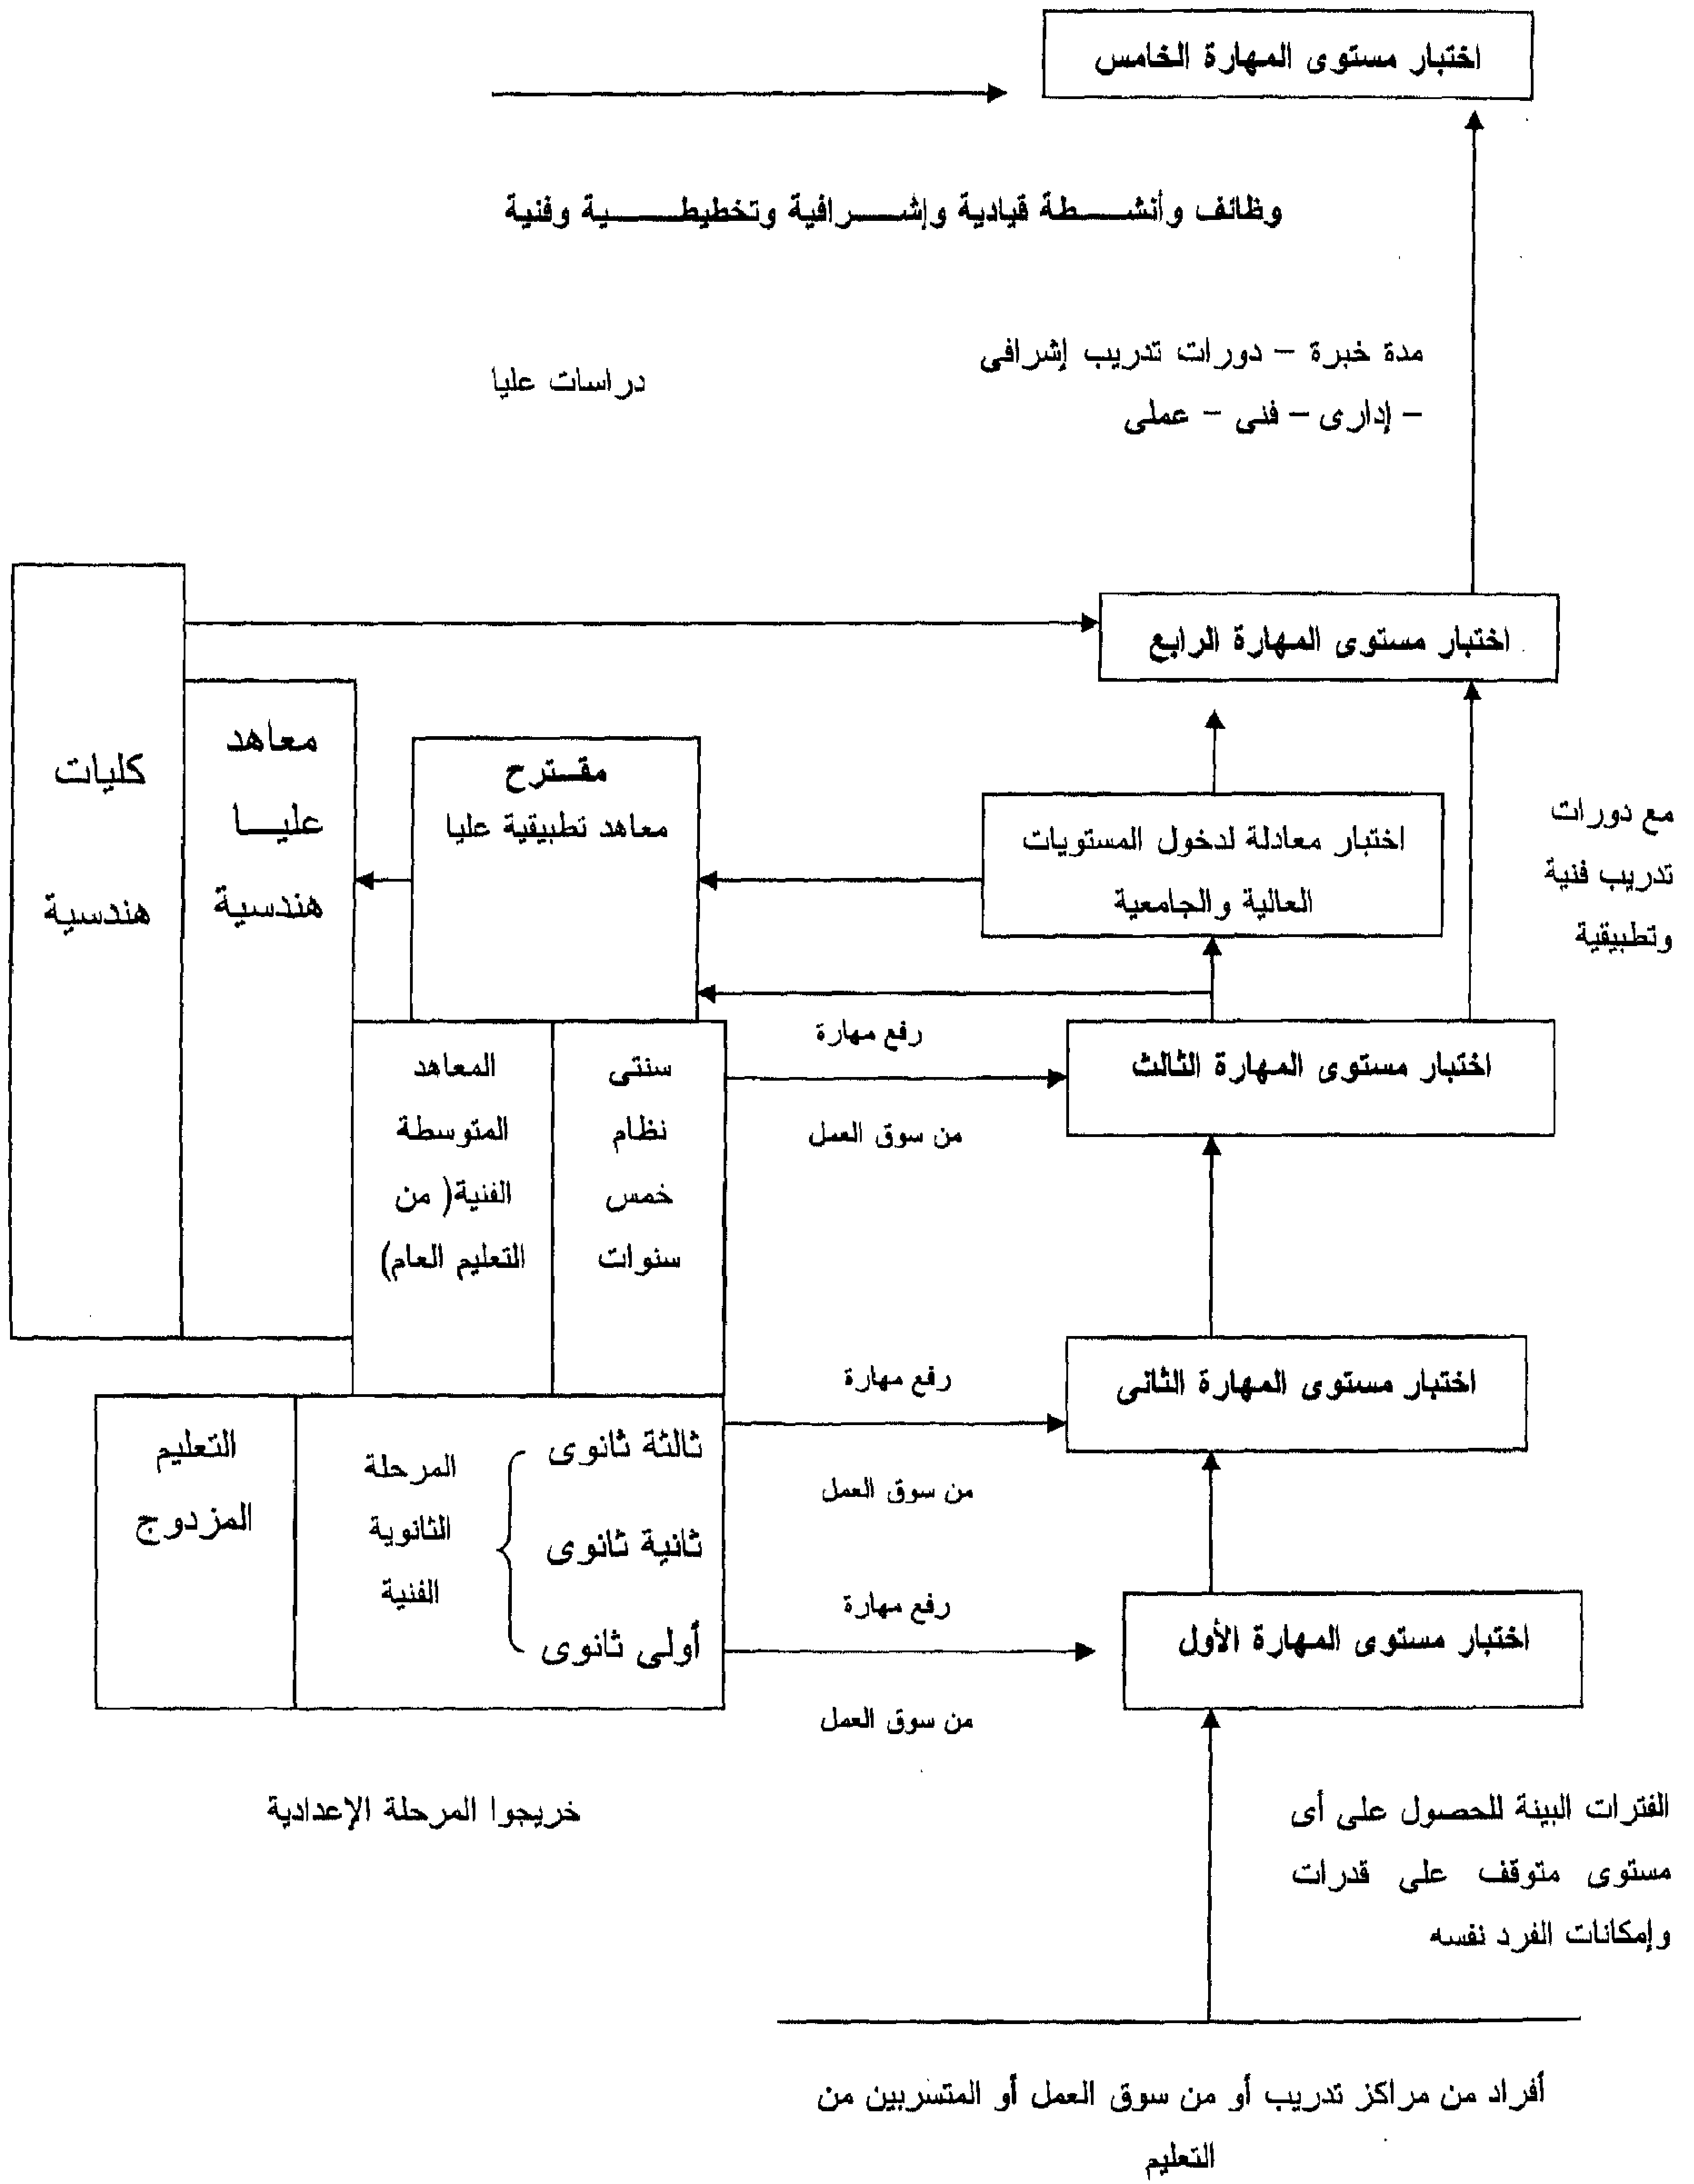 اختبار مستوى المهارة الخامس
وظائف وأنشطة قيادية وإشرافية وتخطيطية وفنية
مدة خبرة – دورات تدريب إشرافى
– إدارى – فنى – عملى
دراسات عليا
اختبار مستوى المهارة الرابع
مع دورات
تدريب فنية
وتطبيقية
اختبار معادلة لدخول المستويات
العالية والجامعية
مقترح
معاهد تطبيقية عليا
معاهد
عليا
هندسية
كليات
هندسية
اختبار مستوى المهارة الثالث
رفع مهارة
من سوق العمل
سنتى
نظام
خمس
سنوات
المعاهد
المتوسطة
الفنية( من
التعليم العام)
اختبار مستوى المهارة الثانى
رفع مهارة
من سوق العمل
ثالثة ثانوى
ثانية ثانوى
أولى ثانوى
المرحلة
الثانوية
الفنية
التعليم
المزدوج
اختبار مستوى المهارة الأول
رفع مهارة
من سوق العمل
خريجوا المرحلة الإعدادية
الفترات البينة للحصول على أى
مستوى متوقف على قدرات
وإمكانات الفرد نفسه
أفراد من مراكز تدريب أو من سوق العمل أو المتسربين من
التعليم